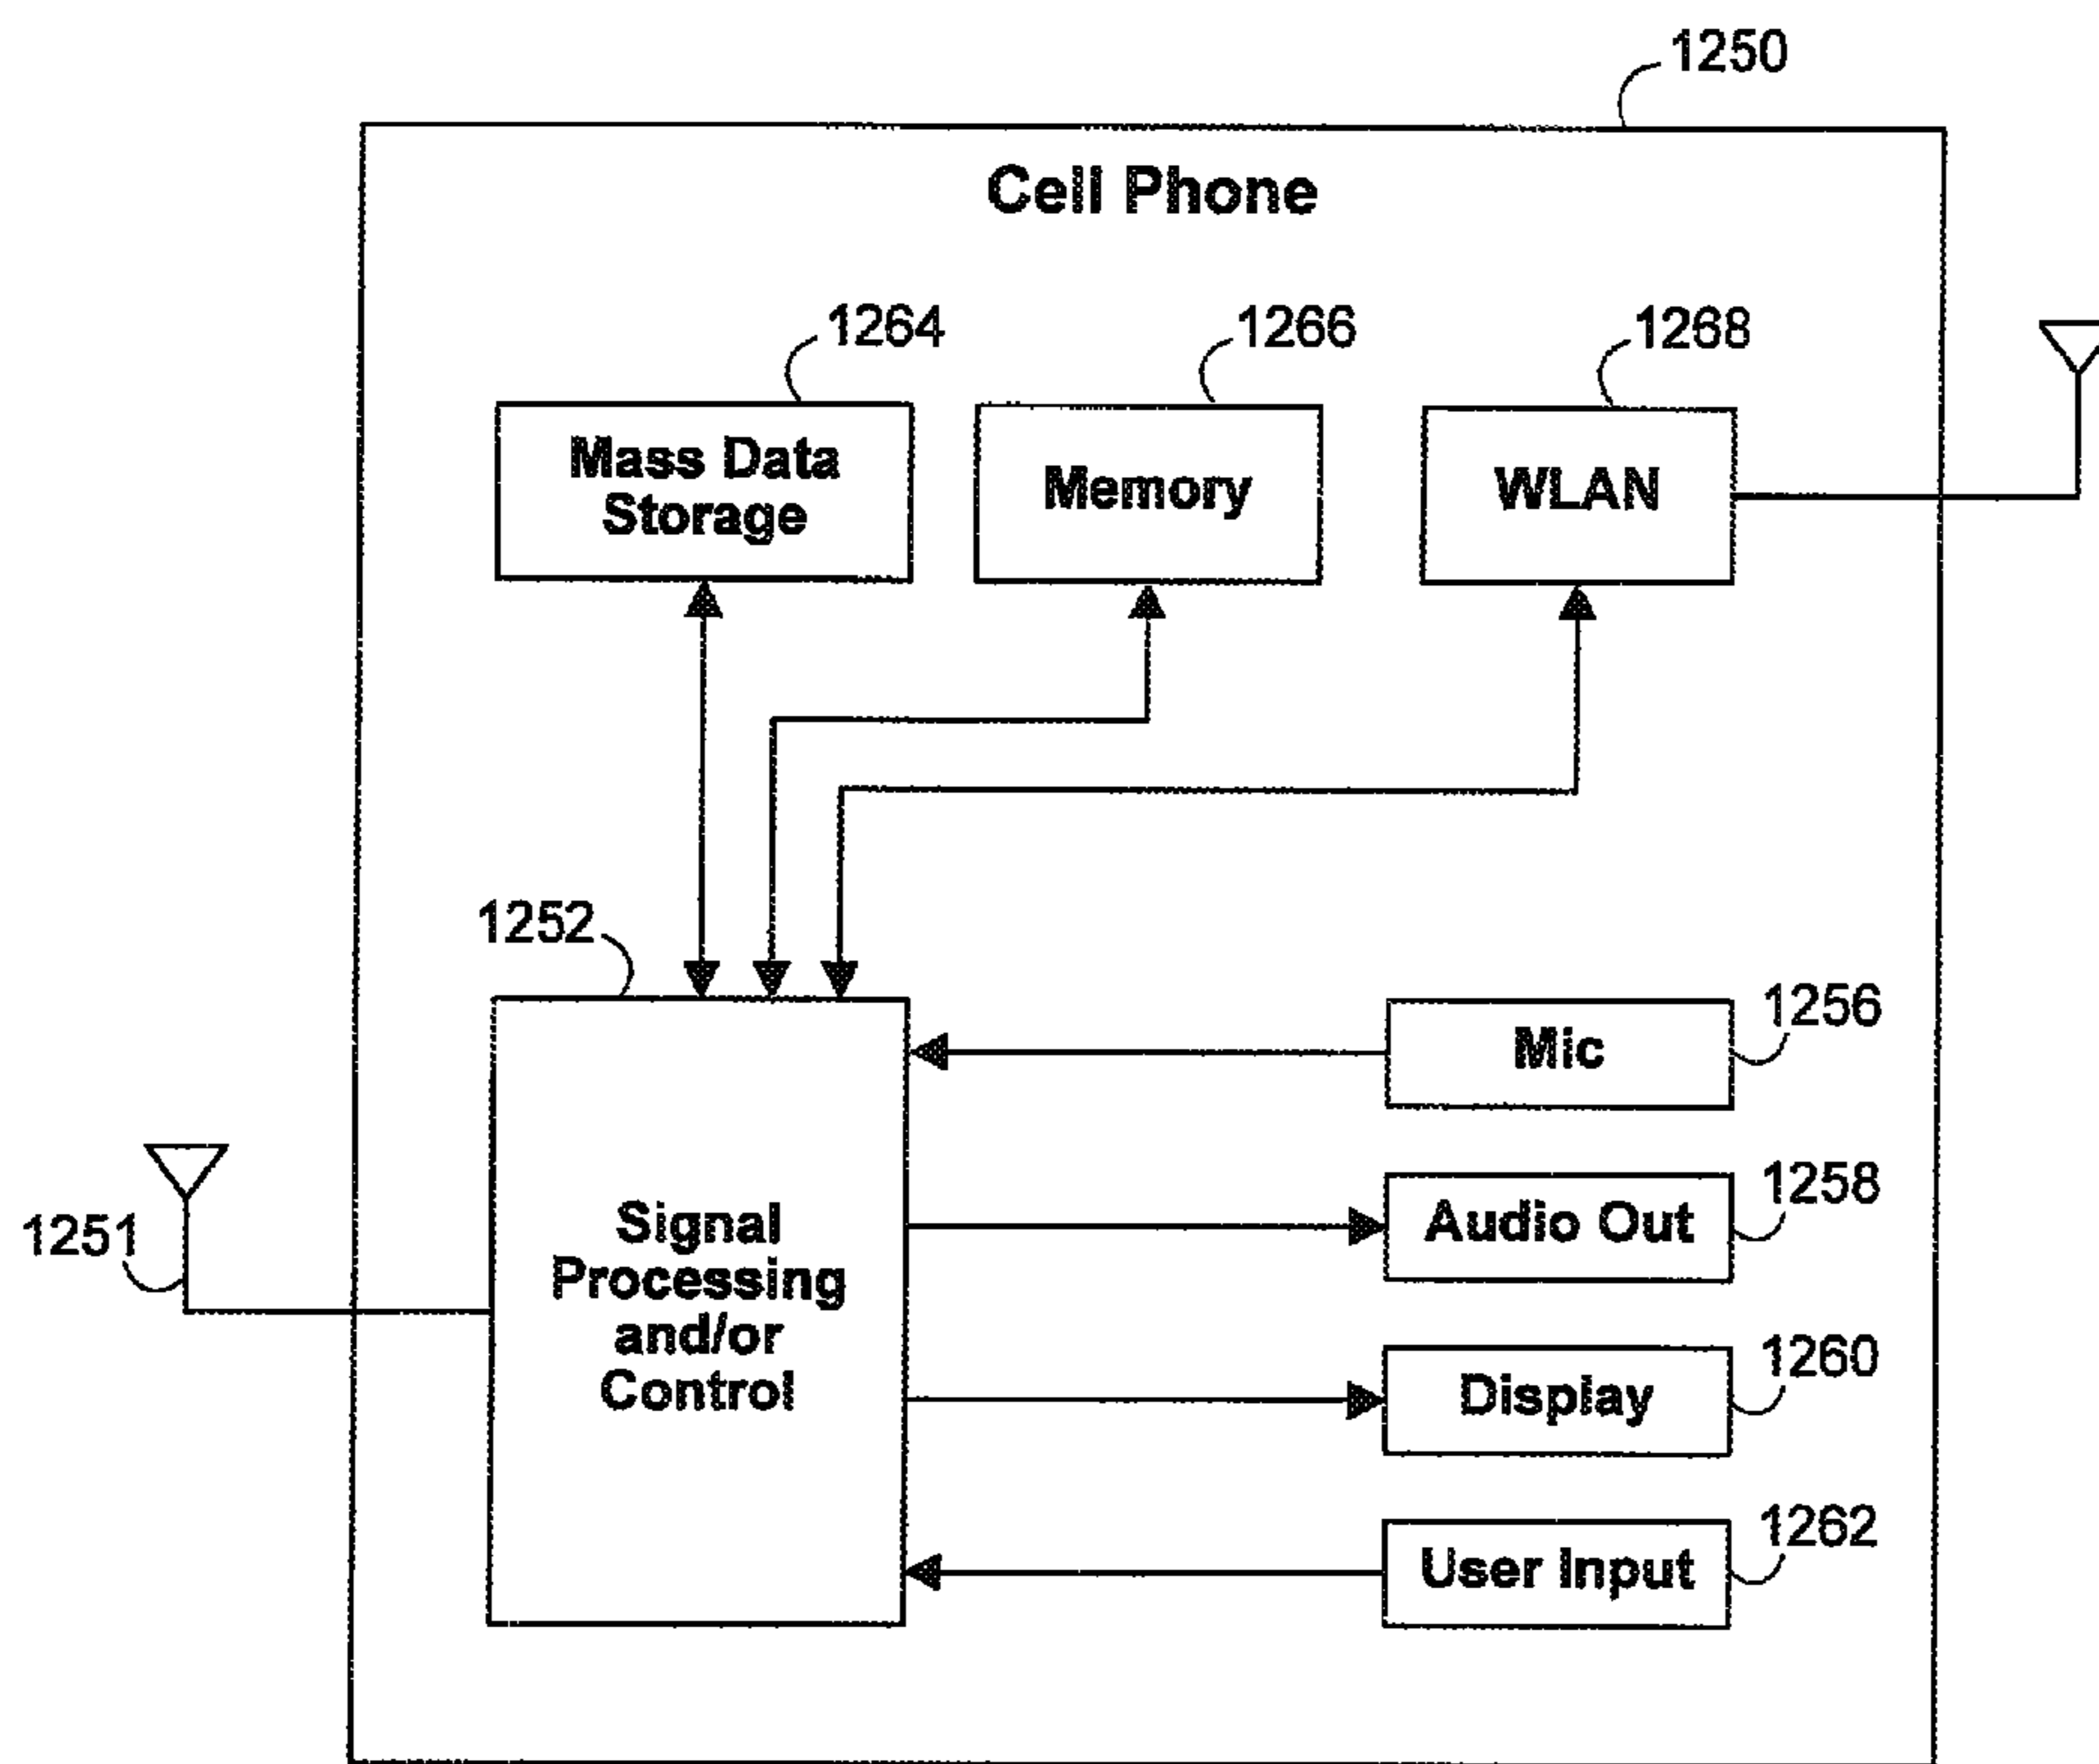 1250
Cell Phone
1264
1266
1268
Mass Data
Storage
Memory
WLAN
1252
1256
Mic
1251
Signal
Processing
and/or
Control
1258
Audio Out
1260
Display
1262
User Input